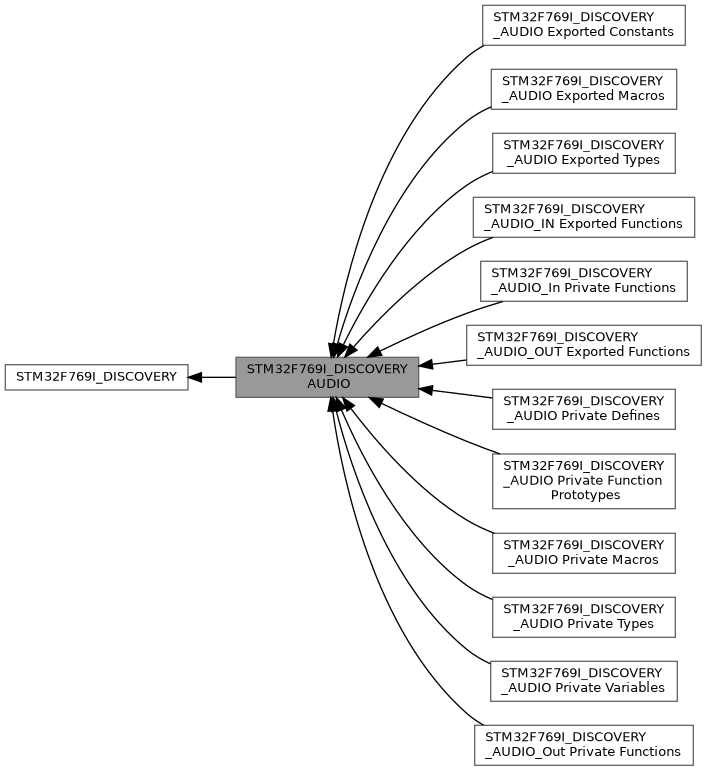 STM32F769I_DISCOVERY
_AUDIO Exported Constants
STM32F769I_DISCOVERY
_AUDIO Exported Macros
STM32F769I_DISCOVERY
_AUDIO Exported Types
STM32F769I_DISCOVERY
_AUDIO_IN Exported Functions
STM32F769I_DISCOVERY
_AUDIO_In Private Functions
STM32F769I_DISCOVERY
_AUDIO_OUT Exported Functions
STM32F769I_DISCOVERY
STM32F769I_DISCOVERY
AUDIO
STM32F769I_DISCOVERY
_AUDIO Private Defines
STM32F769I_DISCOVERY
_AUDIO Private Function
Prototypes
STM32F769I_DISCOVERY
_AUDIO Private Macros
STM32F769I_DISCOVERY
_AUDIO Private Types
STM32F769I_DISCOVERY
_AUDIO Private Variables
STM32F769I_DISCOVERY
_AUDIO_Out Private Functions